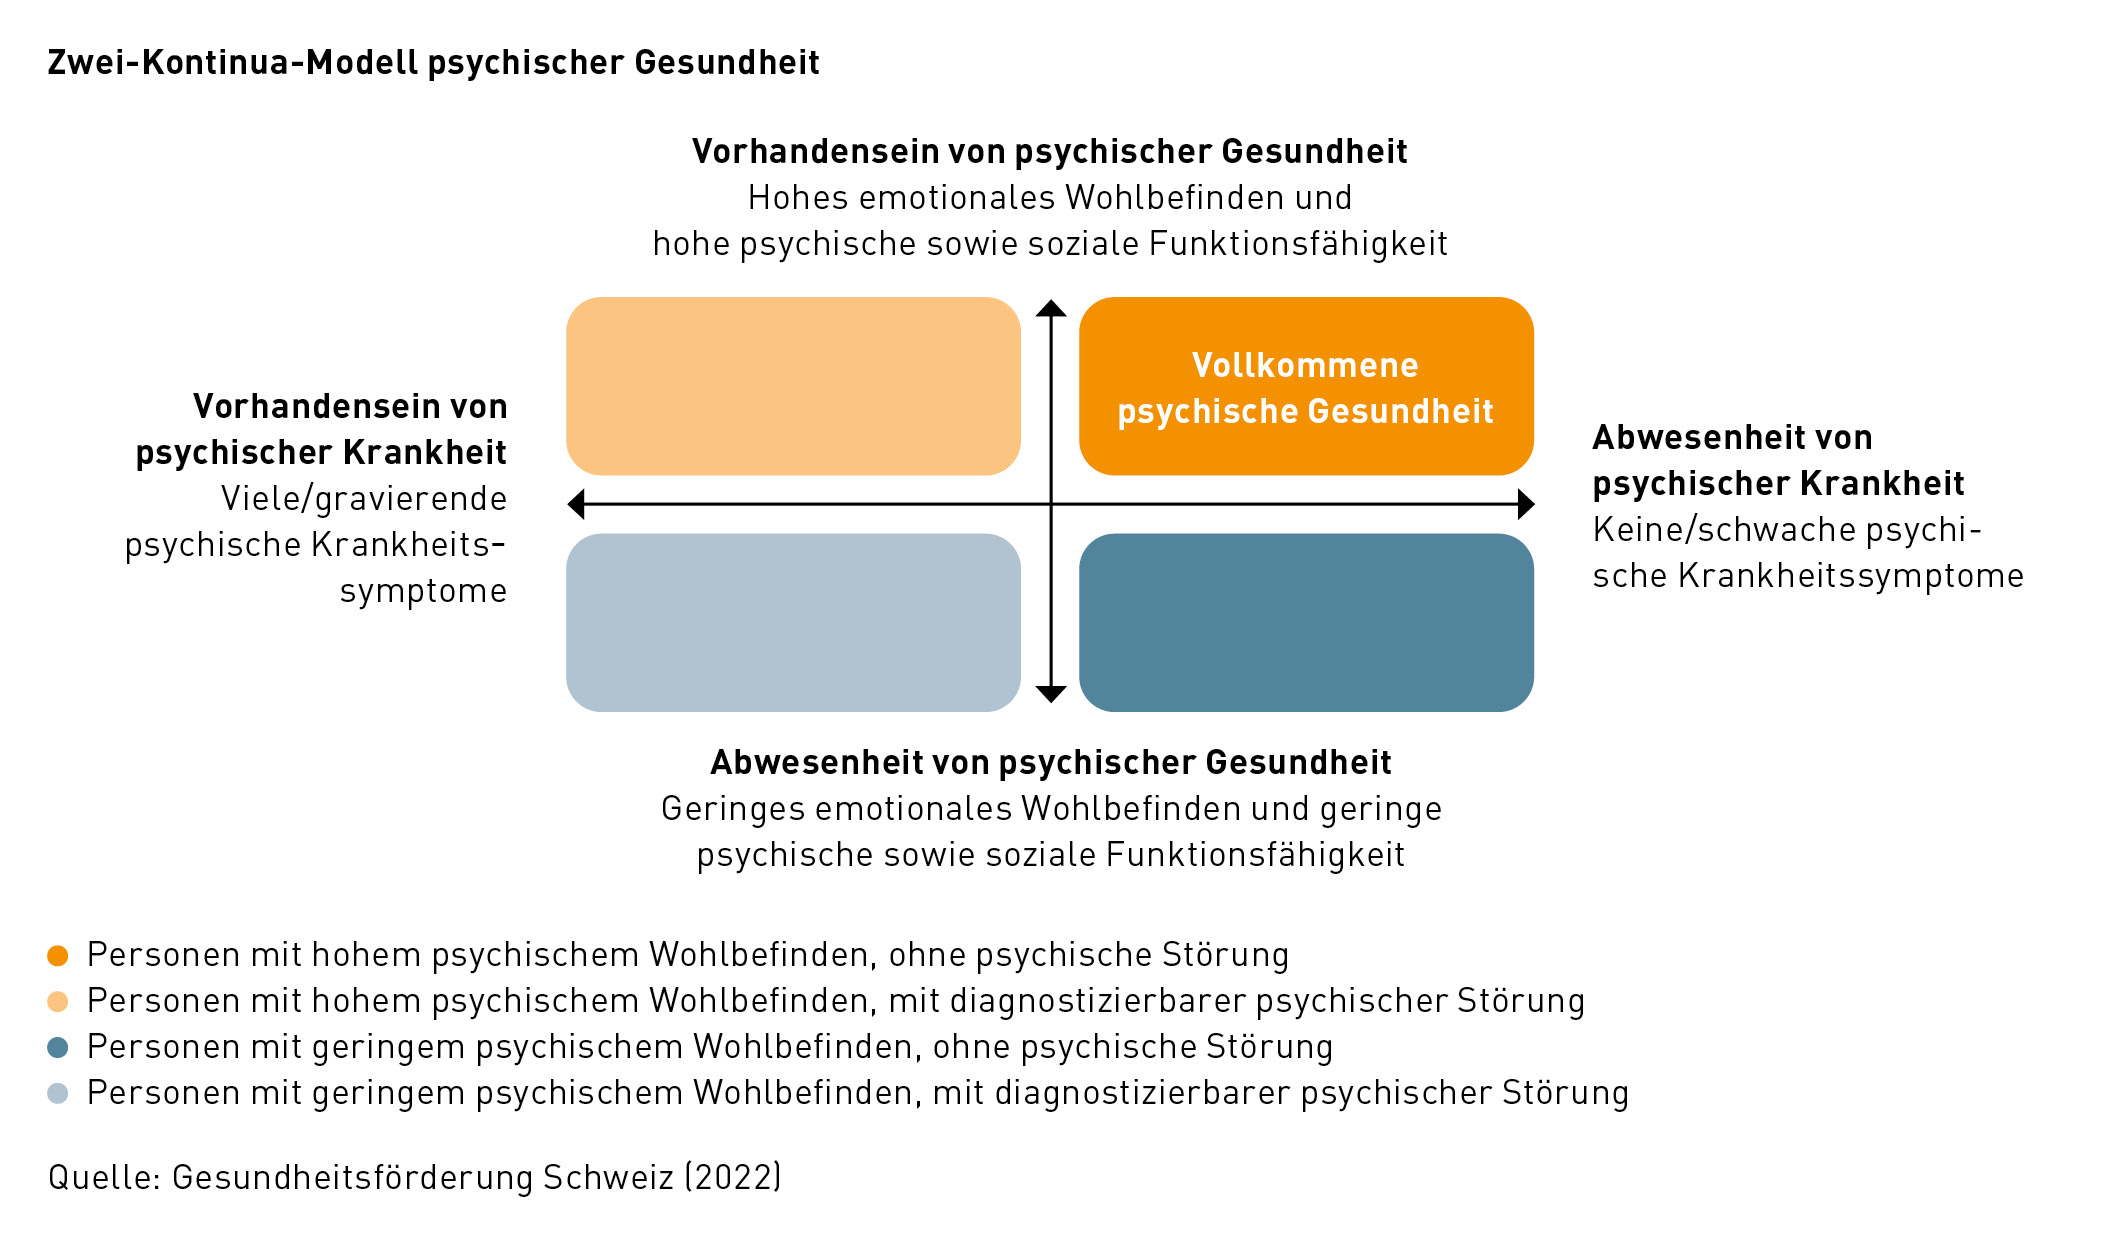 Zwei-Kontinua-Modell psychischer Gesundheit
Vorhandensein von psychischer Gesundheit
Hohes emotionales Wohlbefinden und
hohe psychische sowie soziale Funktionsfähigkeit
Vollkommene
psychische Gesundheit
Vorhandensein von
psychischer Krankheit
Viele/gravierende
psychische Krankheits-
symptome
Abwesenheit von
psychischer Krankheit
Keine/schwache psychi-
sche Krankheitssymptome
Abwesenheit von psychischer Gesundheit
Geringes emotionales Wohlbefinden und geringe
psychische sowie soziale Funktionsfähigkeit
Personen mit hohem psychischem Wohlbefinden, ohne psychische Störung
Personen mit hohem psychischem Wohlbefinden, mit diagnostizierbarer psychischer Störung
Personen mit geringem psychischem Wohlbefinden, ohne psychische Störung
Personen mit geringem psychischem Wohlbefinden, mit diagnostizierbarer psychischer Störung
Quelle: Gesundheitsförderung Schweiz (2022)